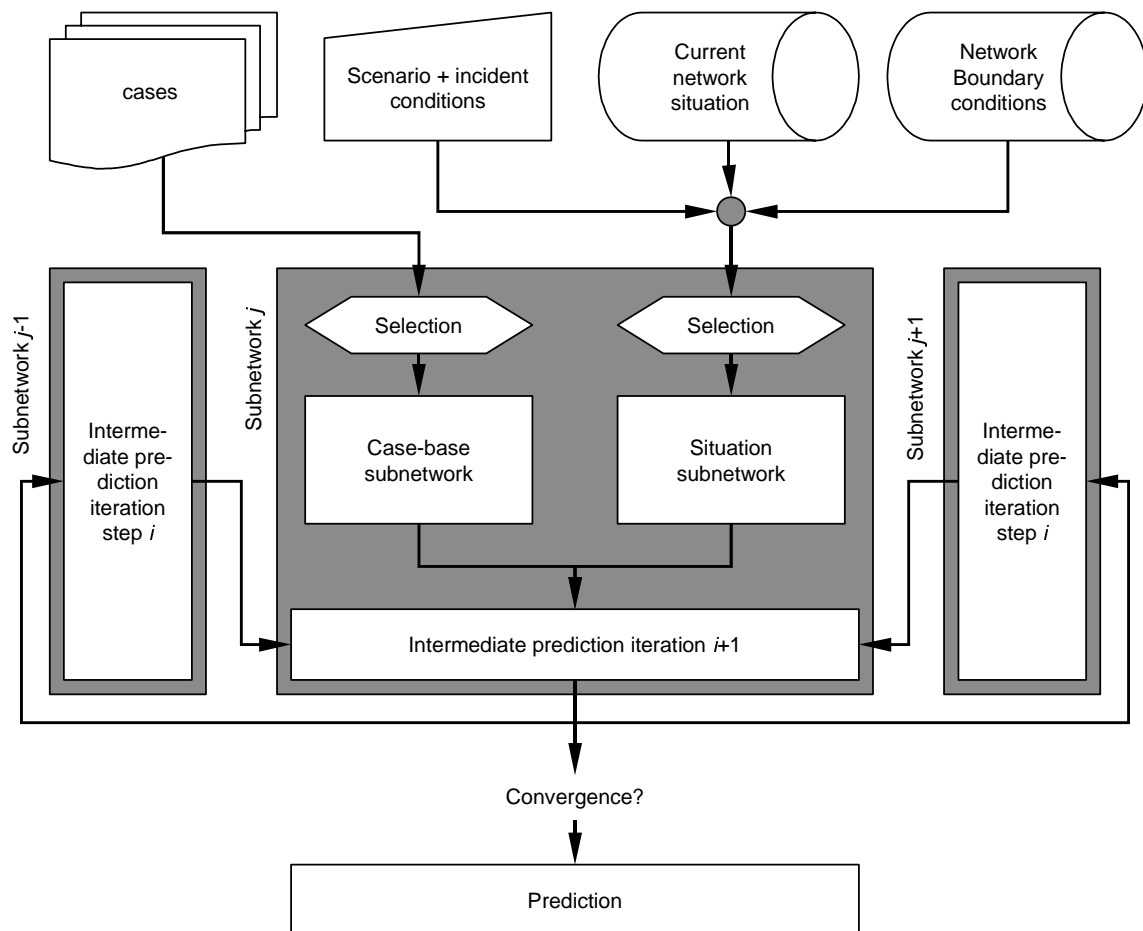 cases
Scenario + incident
conditions
Current
network
situation
Network
Boundary
conditions
Subnetwork j-1
Interme-
diate pre-
diction
iteration
step i
Subnetwork j
Selection
Selection
Case-base
subnetwork
Situation
subnetwork
Intermediate prediction iteration i+1
Subnetwork j+1
Interme-
diate pre-
diction
iteration
step i
Convergence?
Prediction